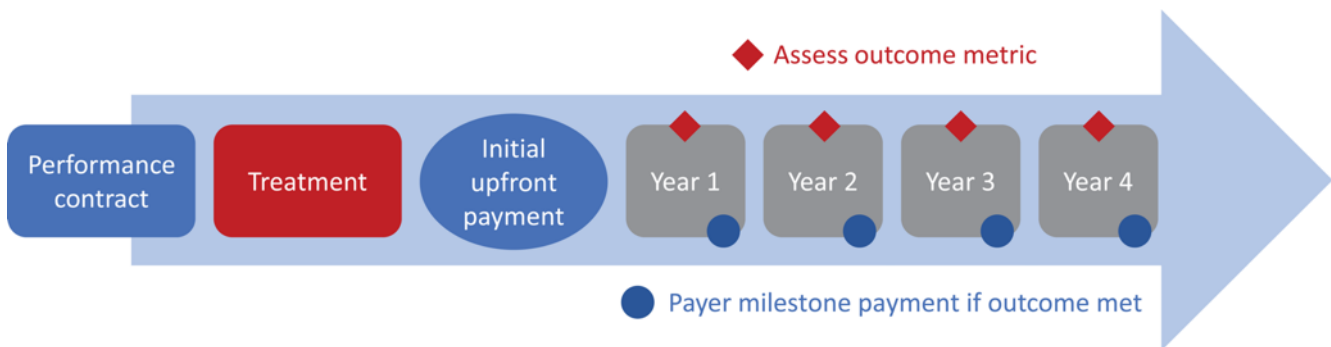 Assess outcome metric
Performance
contract
Treatment
Initial
upfront
payment
Year 1
Year 2
Year 3
Year 4
Payer milestone payment if outcome met